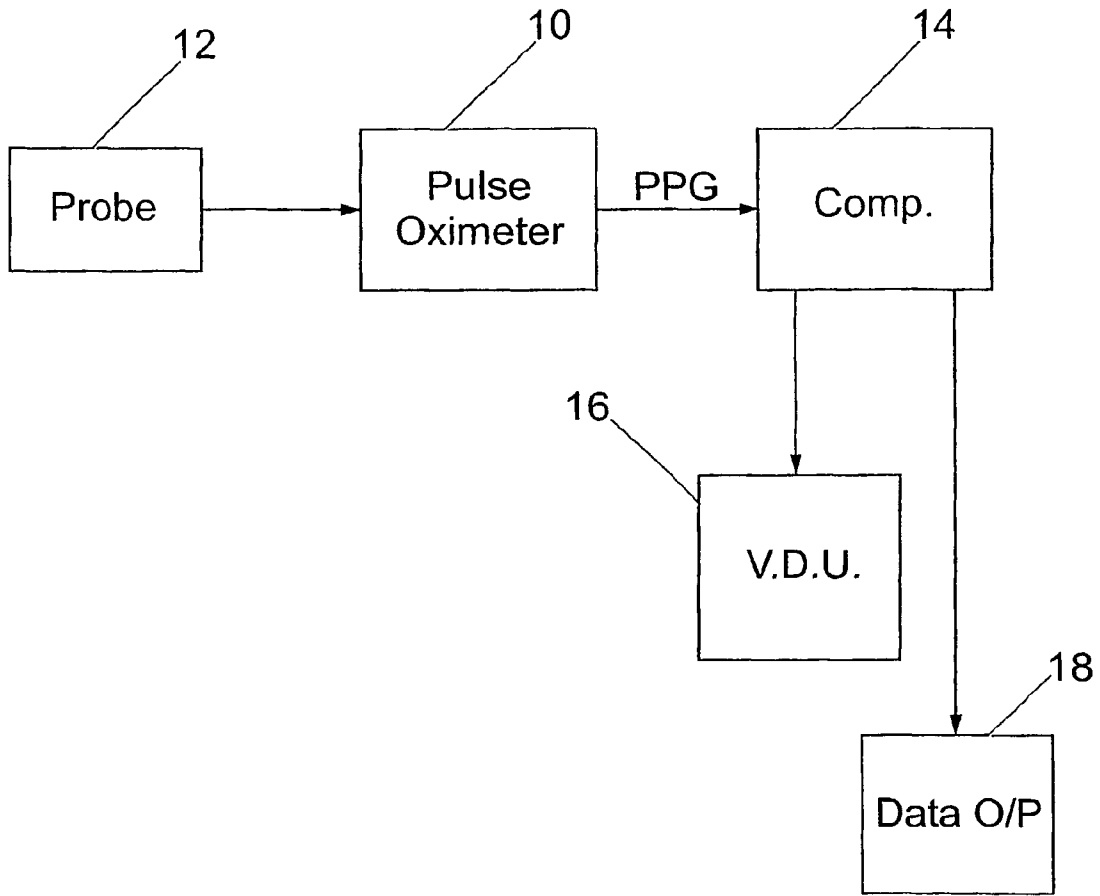 12
10
14
Probe
Pulse
Oximeter
PPG
Comp.
16
V.D.U.
18
Data O/P